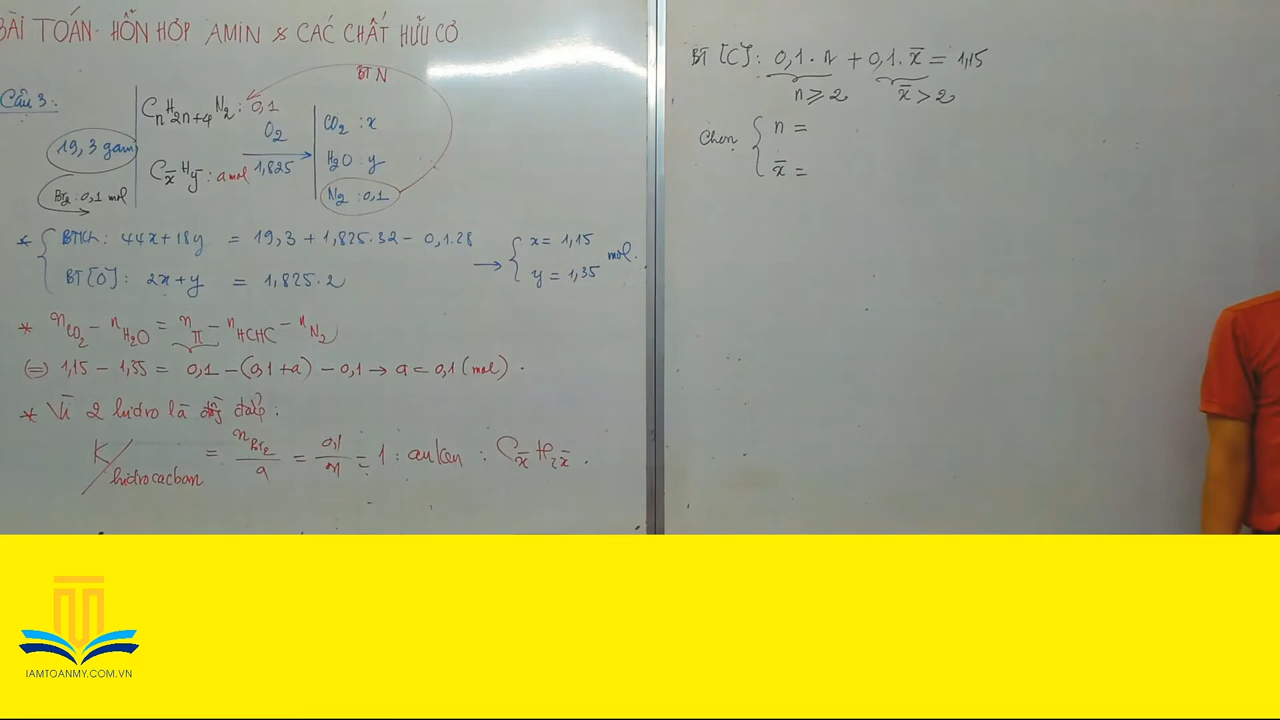 BÀI TOÁN HỖN HỢP AMIN & CÁC CHẤT HỮU CƠ
BT N
Câu 3:
CnH2n+4N2 : 0,1
19,3 gam
O2
1,825
CO2 : x
H2O : y
N2 : 0,1
Cx̄Hȳ : a mol
Br2 : 0,1 mol
* BTKL: 44x + 18y = 19,3 + 1,825.32 - 0,1.28
BT[O]: 2x + y = 1,825.2
→ x = 1,15
y = 1,35
mol.
* nCO2 - nH2O = nπ - nHCHC - nN2
⇔ 1,15 - 1,35 = 0,1 - (0,1 + a) - 0,1 → a = 0,1 (mol).
* Vì 2 hidro là đồng đẳng:
K/hidrocacban = nBr2/a = 0,1/0,1 = 1 : anken : Cx̄H2x̄.
BT[C]: 0,1.n + 0,1.x̄ = 1,15
n ≥ 2
x̄ > 2
Chọn n =
x̄ =
IAMTOANMY.COM.VN